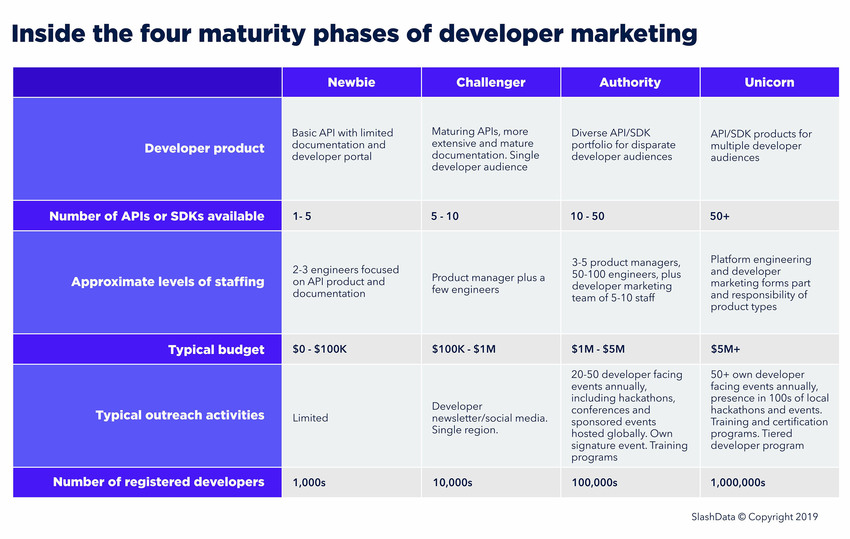 Inside the four maturity phases of developer marketing
Newbie
Challenger
Authority
Unicorn
Developer product
Basic API with limited
documentation and
developer portal
Maturing APIs, more
extensive and mature
documentation. Single
developer audience
Diverse API/SDK
portfolio for disparate
developer audiences
API/SDK products for
multiple developer
audiences
Number of APIs or SDKs available
1- 5
5 - 10
10 - 50
50+
Approximate levels of staffing
2-3 engineers focused
on API product and
documentation
Product manager plus a
few engineers
3-5 product managers,
50-100 engineers, plus
developer marketing
team of 5-10 staff
Platform engineering
and developer
marketing forms part
and responsibility of
product types
Typical budget
$0 - $100K
$100K - $1M
$1M - $5M
$5M+
Typical outreach activities
Limited
Developer
newsletter/social media.
Single region.
20-50 developer facing
events annually,
including hackathons,
conferences and
sponsored events
hosted globally. Own
signature event. Training
programs
50+ own developer
facing events annually,
presence in 100s of local
hackathons and events.
Training and certification
programs. Tiered
developer program
Number of registered developers
1,000s
10,000s
100,000s
1,000,000s
SlashData © Copyright 2019